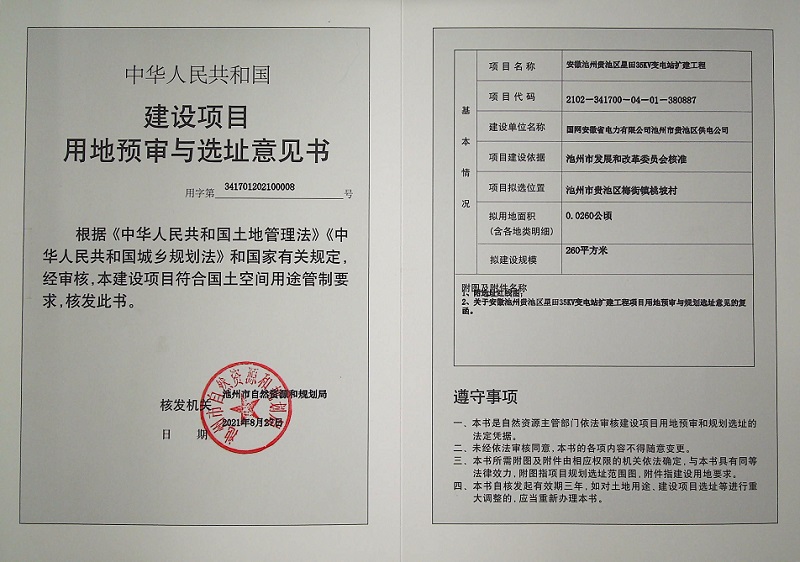 中华人民共和国
建设项目
用地预审与选址意见书
用字第 341701202100008 号
根据《中华人民共和国土地管理法》《中
华人民共和国城乡规划法》和国家有关规定，
经审核，本建设项目符合国土空间用途管制要
求，核发此书。
核发机关 池州市自然资源和规划局
日 期 2021年8月27日
基本情况
项目名称 安徽池州贵池区星田35KV变电站扩建工程
项目代码 2102-341700-04-01-380887
建设单位名称 国网安徽省电力有限公司池州市贵池区供电公司
项目建设依据 池州市发展和改革委员会核准
项目拟选位置 池州市贵池区梅街镇桃坡村
拟用地面积 0.0260公顷
(含各地类明细)
拟建设规模 260平方米
附图及附件名称
1、附选址红线图；
2、关于安徽池州贵池区星田35KV变电站扩建工程项目用地预审与规划选址意见的复
函。
遵守事项
一、本书是自然资源主管部门依法审核建设项目用地预审和规划选址的
法定凭据。
二、未经依法审核同意，本书的各项内容不得随意变更。
三、本书所需附图及附件由相应权限的机关依法确定，与本书具有同等
法律效力，附图指项目规划选址范围图，附件指建设用地要求。
四、本书自核发起有效期三年，如对土地用途、建设项目选址等进行重
大调整的，应当重新办理本书。